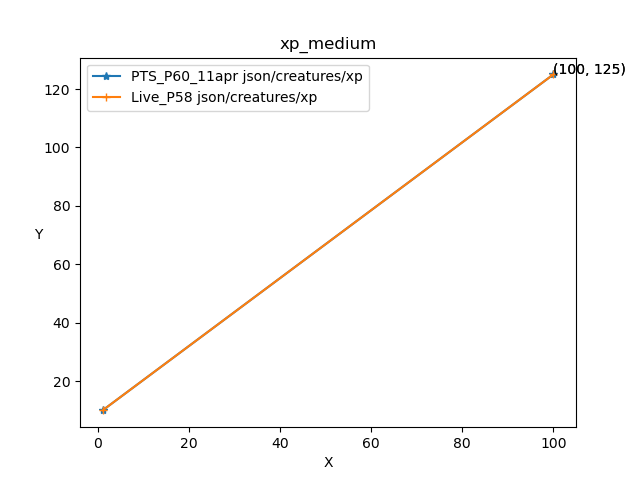 xp_medium
PTS_P60_11apr json/creatures/xp
Live_P58 json/creatures/xp
(100, 125)
120
100
80
60
40
20
Y
0 20 40 60 80 100
X